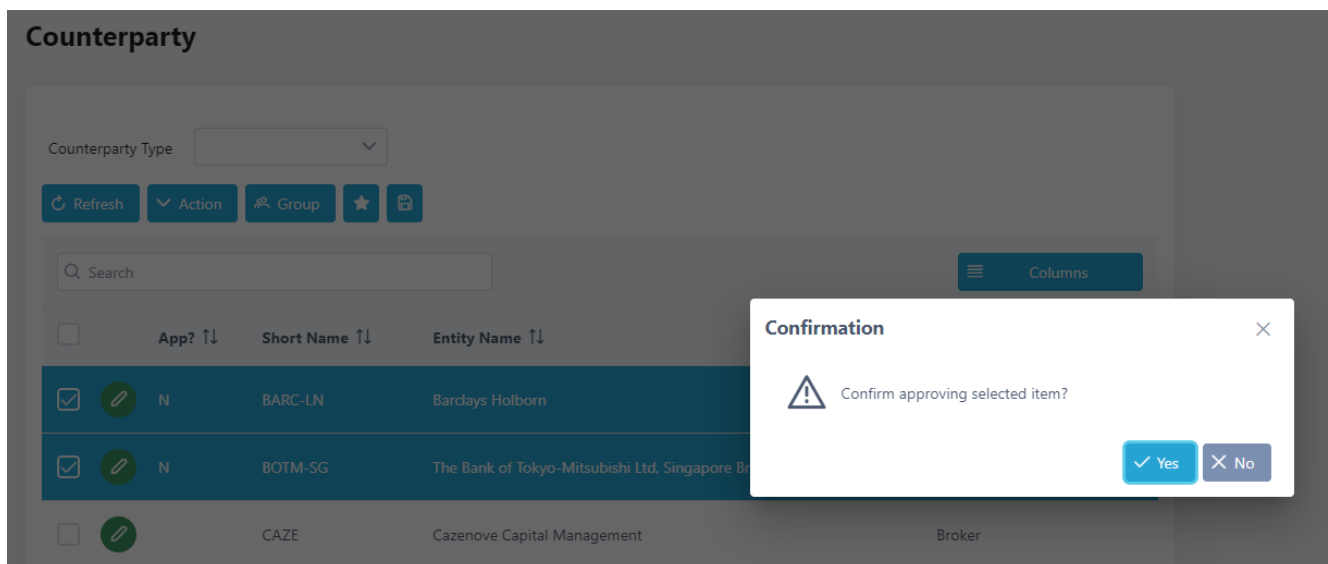 Counterparty
Counterparty Type
Refresh Action Group
Search Columns
App? Short Name Entity Name
N BARC-LN Barclays Holborn
N BOTM-SG The Bank of Tokyo-Mitsubishi Ltd, Singapore Br
CAZE Cazenove Capital Management Broker
Confirmation
Confirm approving selected item?
Yes No